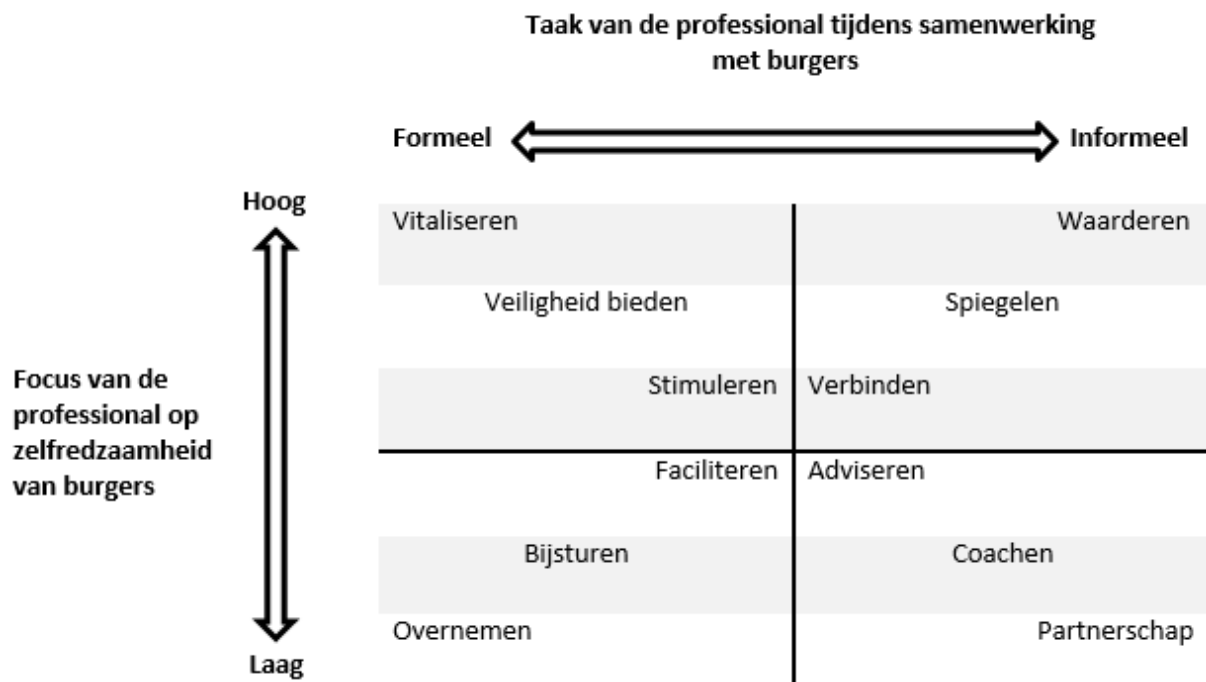 Taak van de professional tijdens samenwerking
met burgers
Formeel Informeel
Hoog
Vitaliseren Waarderen
Veiligheid bieden Spiegelen
Focus van de
professional op
zelfredzaamheid
van burgers
Stimuleren Verbinden
Faciliteren Adviseren
Bijsturen Coachen
Overnemen Partnerschap
Laag